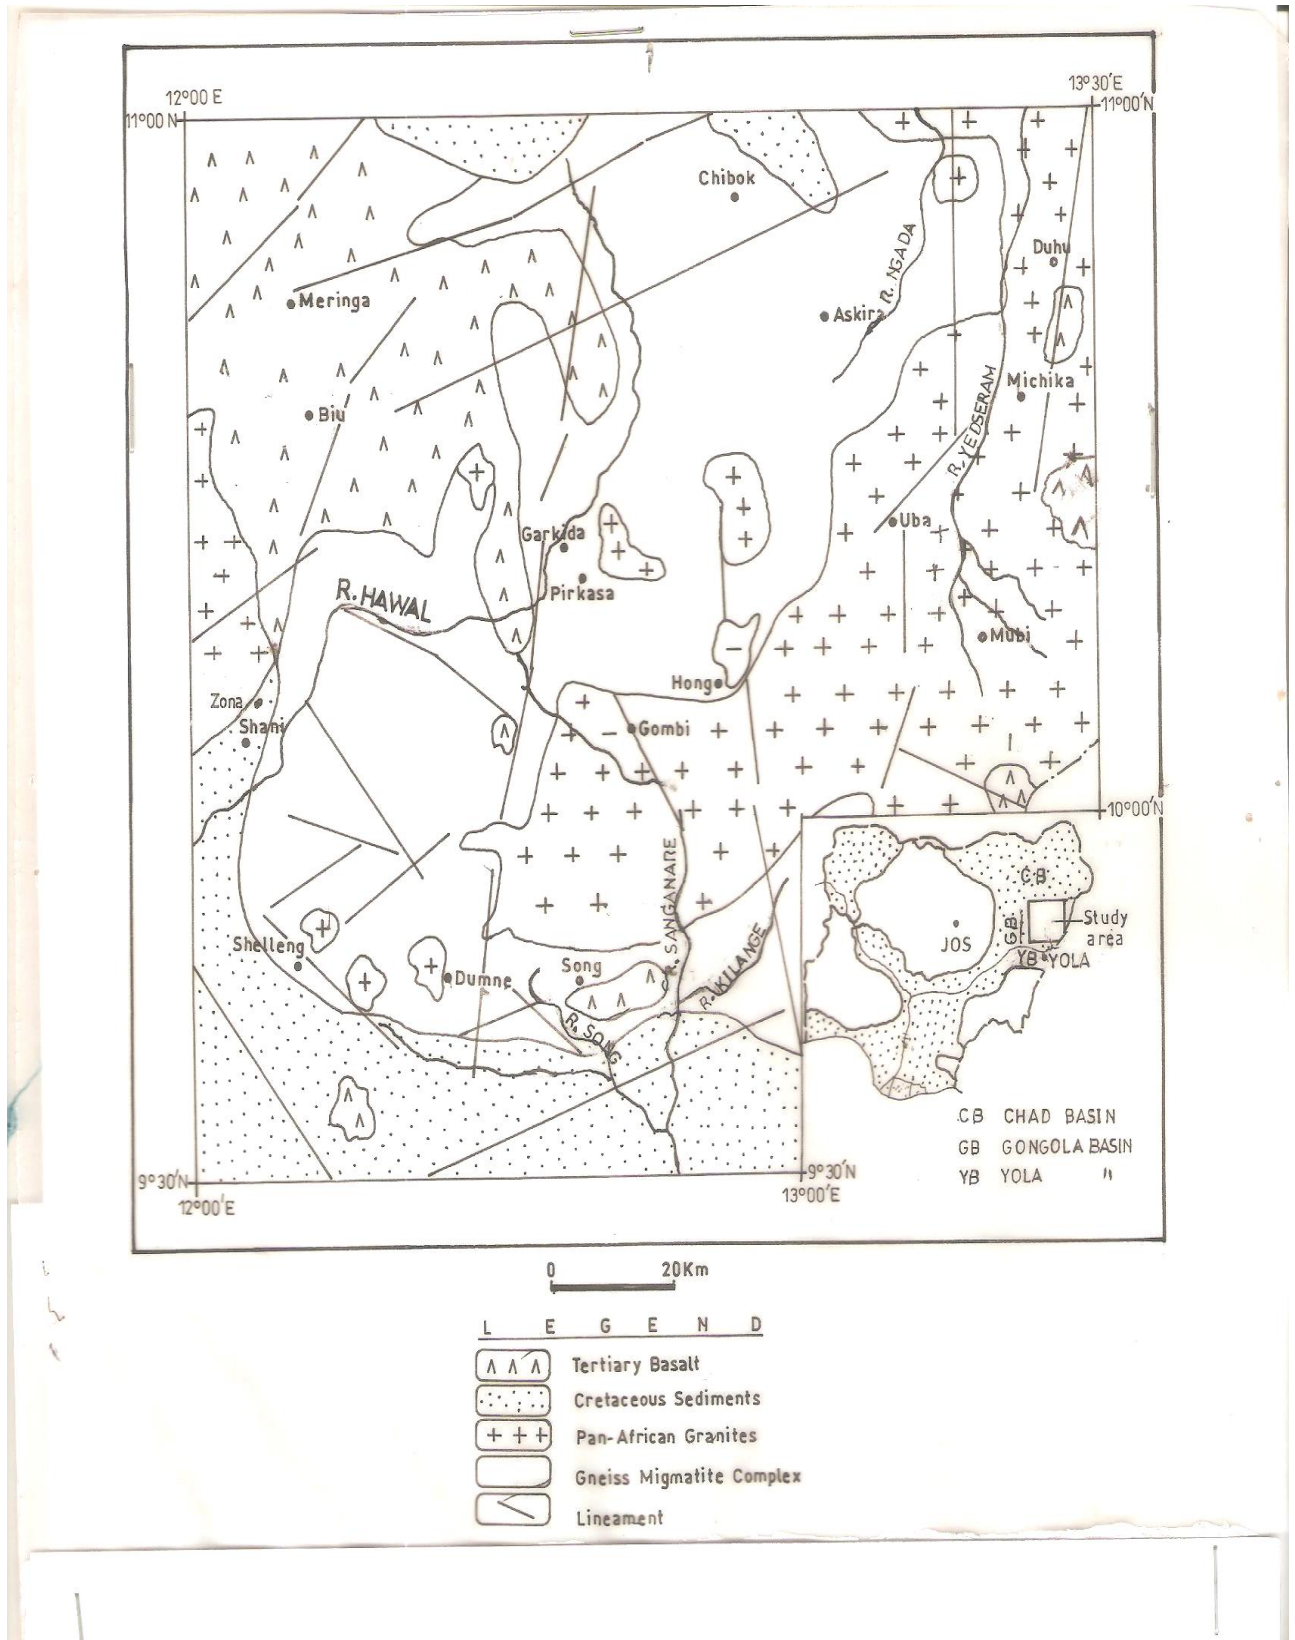 12°00 E
13°30'E
11°00 N
11°00'N
Chibok
R. NGADA
Duhu
Meringa
Askira
Michika
Biu
R. YEDSERAM
Uba
Garkida
Pirkasa
R. HAWAL
Mubi
Hong
Zona
Shani
Gombi
10°00'N
R. SANGANARE
CB
GB
Study
area
JOS
YB
YOLA
Shelleng
Dumne
Song
R. KILANGE
R. SONG
CB CHAD BASIN
GB GONGOLA BASIN
YB YOLA "
9°30'N
9°30'N
12°00'E
13°00'E
0 20Km
L E G E N D
Tertiary Basalt
Cretaceous Sediments
Pan-African Granites
Gneiss Migmatite Complex
Lineament